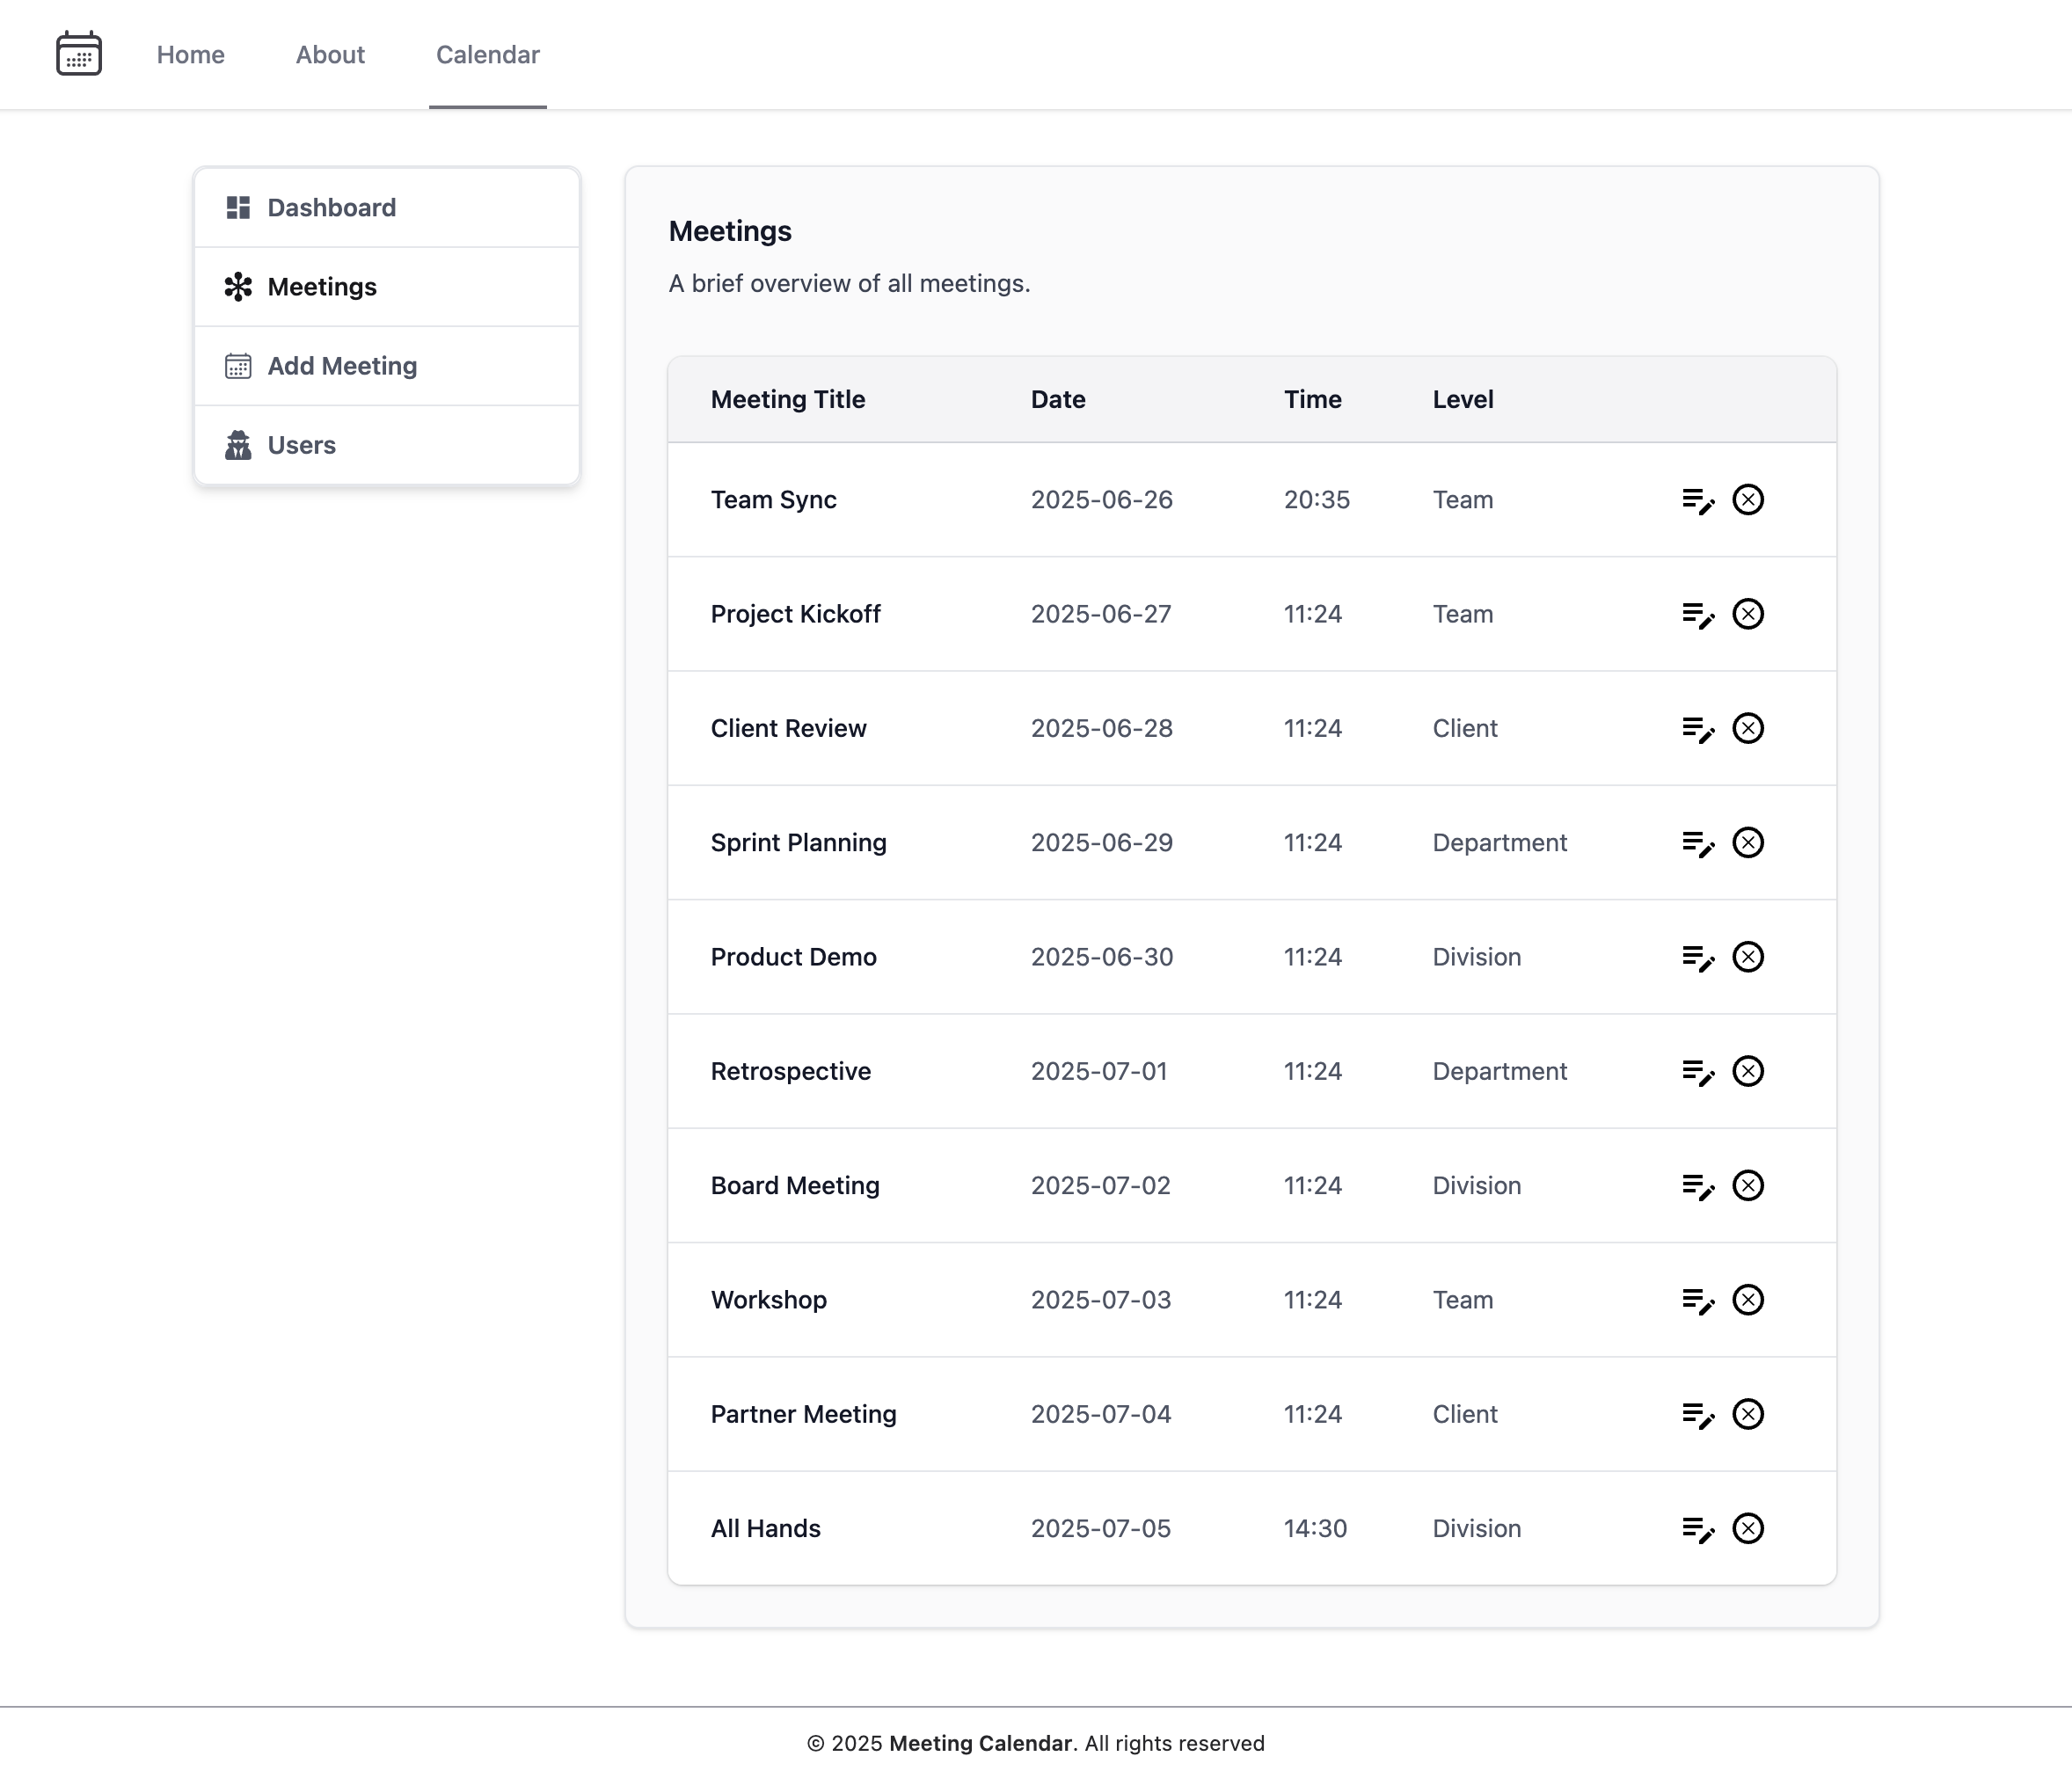 Home About Calendar
Dashboard
Meetings
Add Meeting
Users
Meetings
A brief overview of all meetings.
Meeting Title Date Time Level
Team Sync 2025-06-26 20:35 Team
Project Kickoff 2025-06-27 11:24 Team
Client Review 2025-06-28 11:24 Client
Sprint Planning 2025-06-29 11:24 Department
Product Demo 2025-06-30 11:24 Division
Retrospective 2025-07-01 11:24 Department
Board Meeting 2025-07-02 11:24 Division
Workshop 2025-07-03 11:24 Team
Partner Meeting 2025-07-04 11:24 Client
All Hands 2025-07-05 14:30 Division
© 2025 Meeting Calendar. All rights reserved